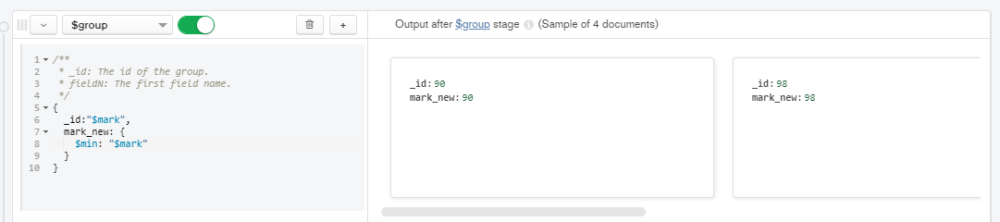 $group
+
Output after $group stage (Sample of 4 documents)
1 /**
2  * _id: The id of the group.
3  * fieldN: The first field name.
4  */
5 {
6   _id:"$mark",
7   mark_new: {
8     $min: "$mark"
9   }
10 }
_id: 90
mark_new: 90
_id: 98
mark_new: 98